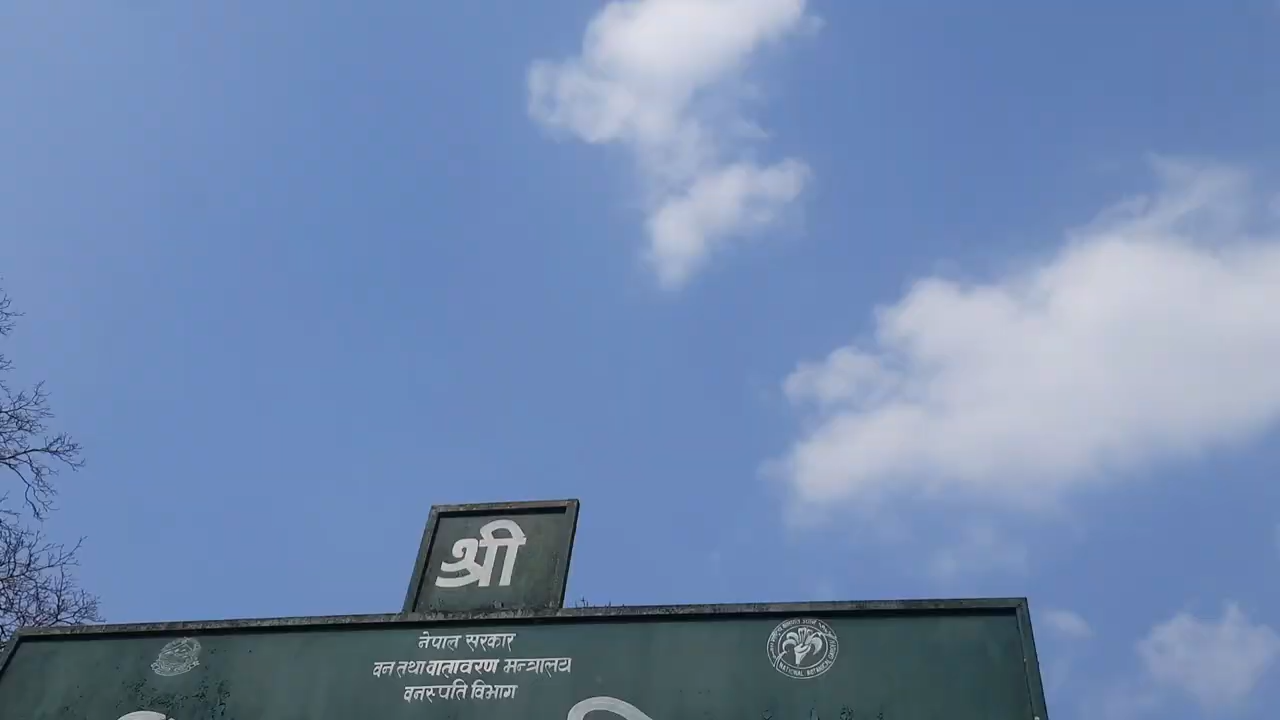 श्री
नेपाल सरकार
वन तथा वातावरण मन्त्रालय
वनस्पति विभाग
NATIONAL BOTANICAL GARDEN